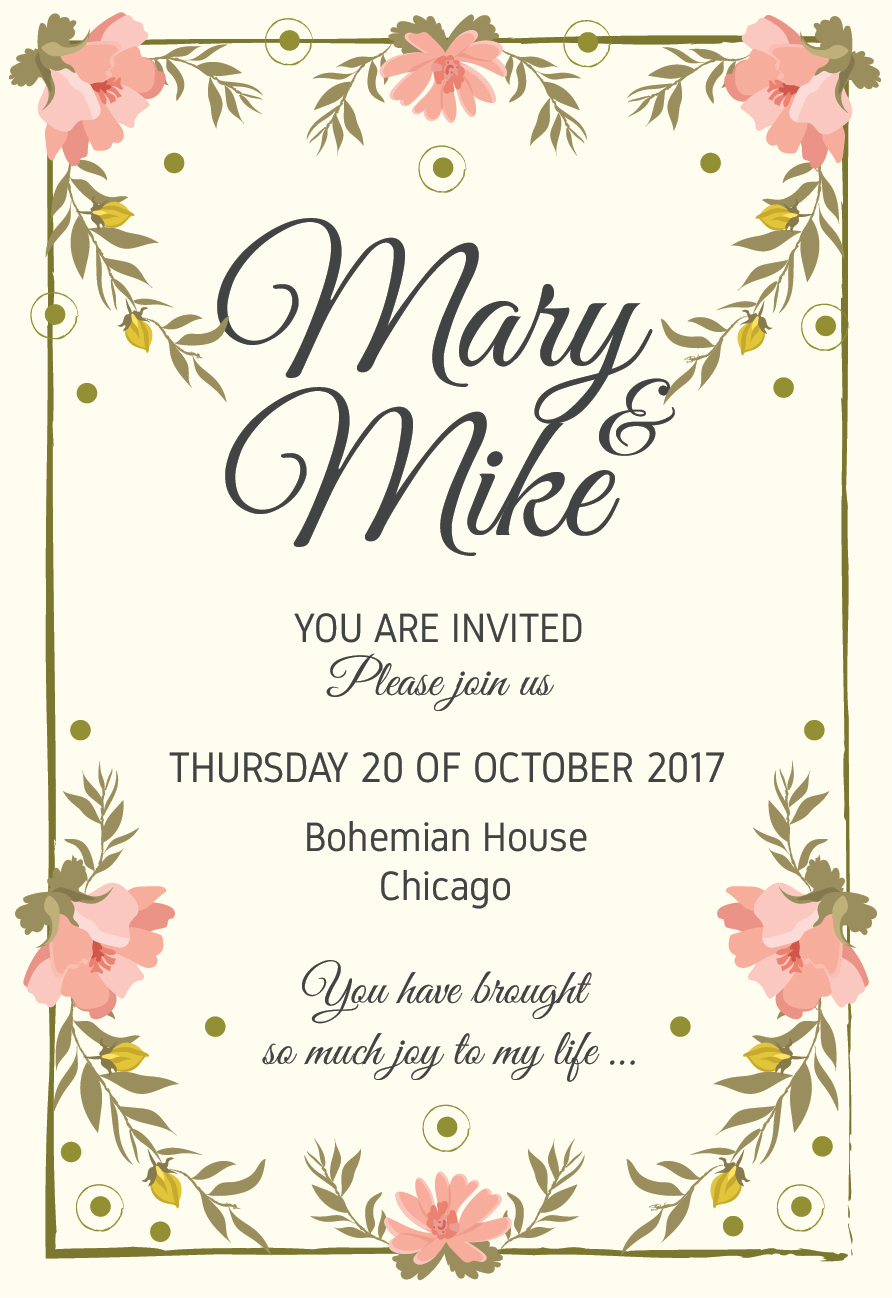 Mary
&
Mike
YOU ARE INVITED
Please join us
THURSDAY 20 OF OCTOBER 2017
Bohemian House
Chicago
You have brought
so much joy to my life ...